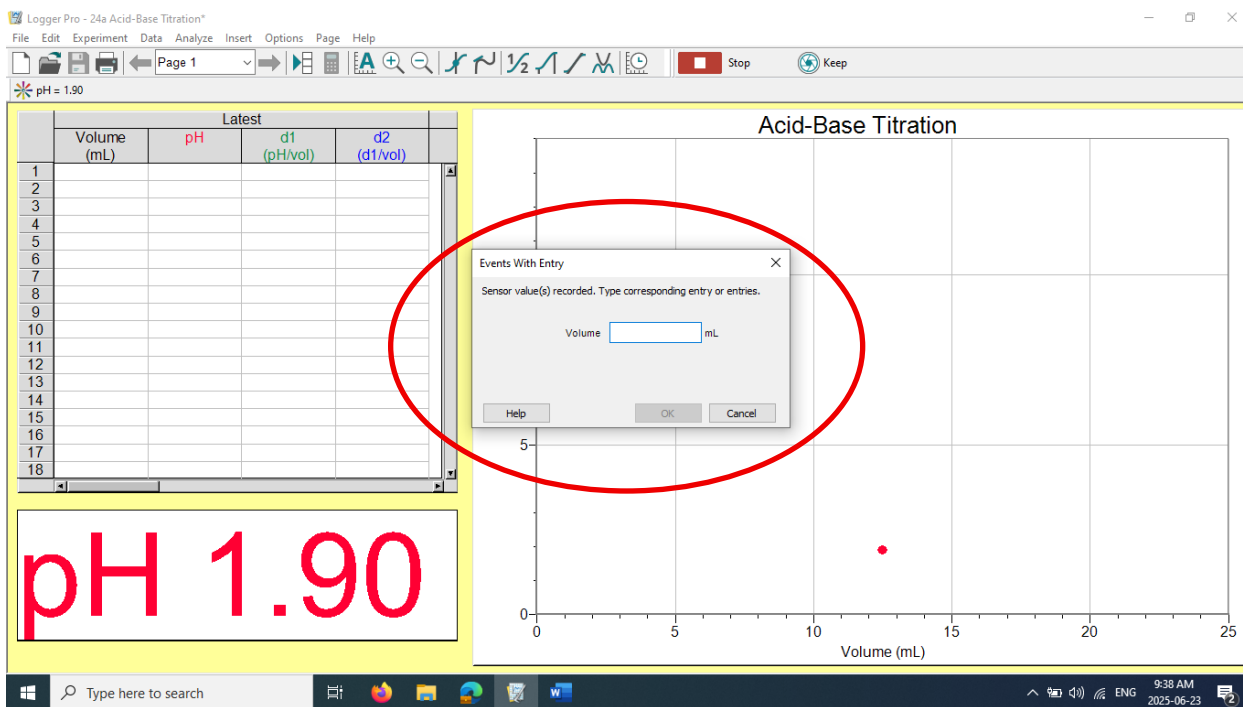 Logger Pro - 24a Acid-Base Titration*
File Edit Experiment Data Analyze Insert Options Page Help
Page 1
Stop
Keep
pH = 1.90
Latest
Volume
(mL)
pH
d1
(pH/vol)
d2
(d1/vol)
1
2
3
4
5
6
7
8
9
10
11
12
13
14
15
16
17
18
pH 1.90
Acid-Base Titration
Events With Entry
Sensor value(s) recorded. Type corresponding entry or entries.
Volume mL
Help OK Cancel
5
0
0 5 10 15 20 25
Volume (mL)
Type here to search
ENG
9:38 AM
2025-06-23
2